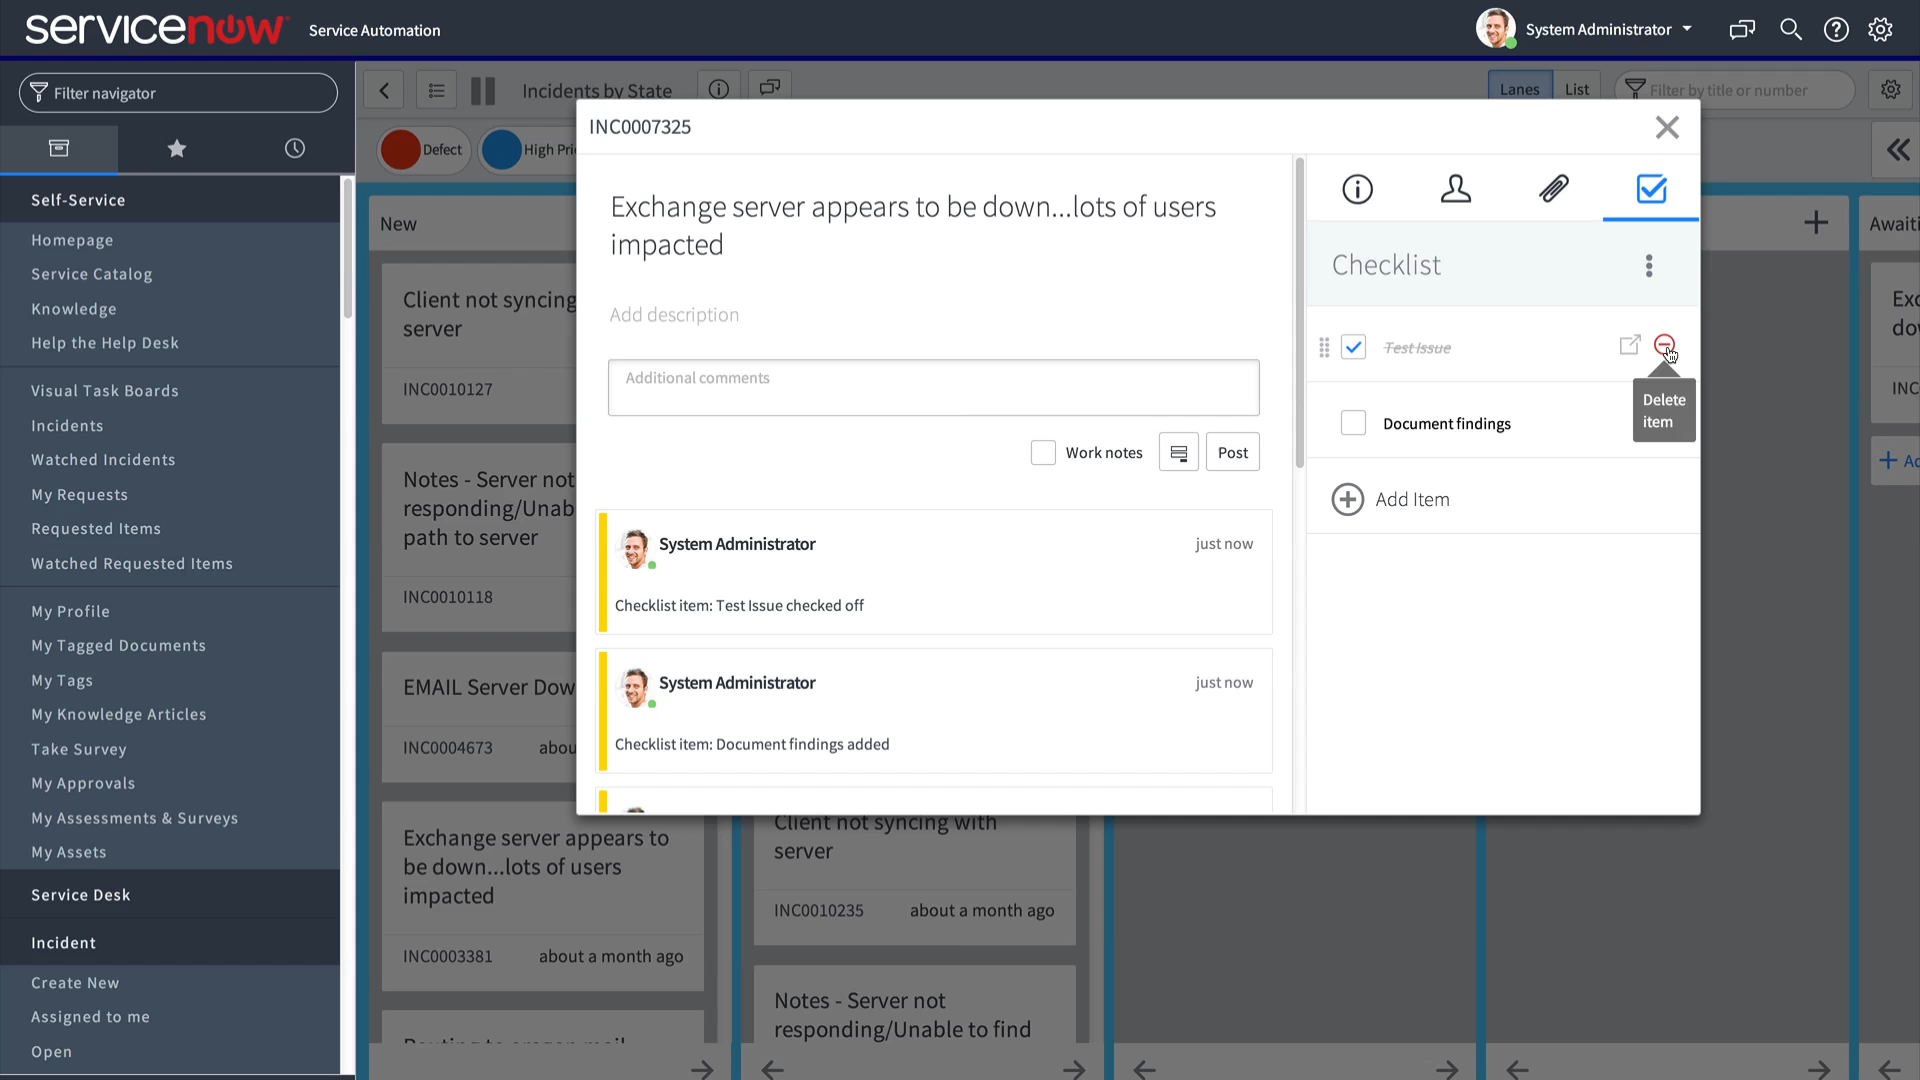 servicenow Service Automation
System Administrator
Filter navigator
Incidents by State
Lanes List
Filter by title or number
Defect
High
Self-Service
Homepage
Service Catalog
Knowledge
Help the Help Desk
Visual Task Boards
Incidents
Watched Incidents
My Requests
Requested Items
Watched Requested Items
My Profile
My Tagged Documents
My Tags
My Knowledge Articles
Take Survey
My Approvals
My Assessments & Surveys
My Assets
Service Desk
Incident
Create New
Assigned to me
Open
New
Client not syncing
server
INC0010127
Notes - Server not
responding/Unab
path to server
INC0010118
EMAIL Server Dow
INC0004673 abou
Exchange server appears to
be down...lots of users
impacted
INC0003381 about a month ago
INC0007325
Exchange server appears to be down...lots of users
impacted
Add description
Additional comments
Work notes
Post
System Administrator just now
Checklist item: Test Issue checked off
System Administrator just now
Checklist item: Document findings added
Checklist
Test Issue
Delete
item
Document findings
Add Item
Client not syncing with
server
INC0010235 about a month ago
Notes - Server not
responding/Unable to find
Awaiti
Exc
dow
INC
+ Ad